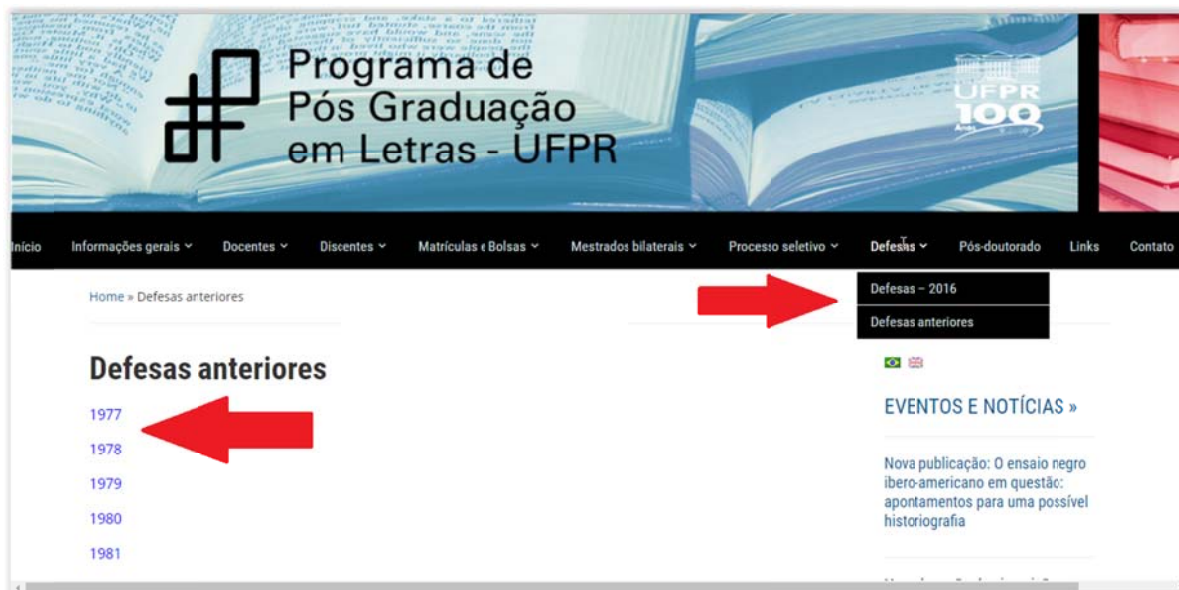 Programa de
Pós Graduação
em Letras - UFPR
UFPR
100
Anos
Início Informações gerais Docentes Discentes Matrículas e Bolsas Mestrados bilaterais Processo seletivo Defesas Pós-doutorado Links Contato
Defesas – 2016
Defesas anteriores
Home » Defesas arteriores
Defesas anteriores
1977
1978
1979
1980
1981
EVENTOS E NOTÍCIAS »
Nova publicação: O ensaio negro
ibero-americano em questão:
apontamentos para uma possível
historiografia